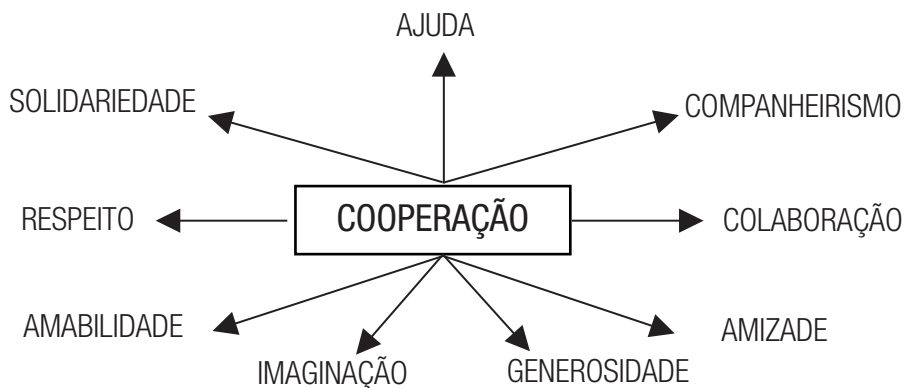 AJUDA
SOLIDARIEDADE
COMPANHEIRISMO
RESPEITO
COOPERAÇÃO
COLABORAÇÃO
AMABILIDADE
AMIZADE
IMAGINAÇÃO
GENEROSIDADE